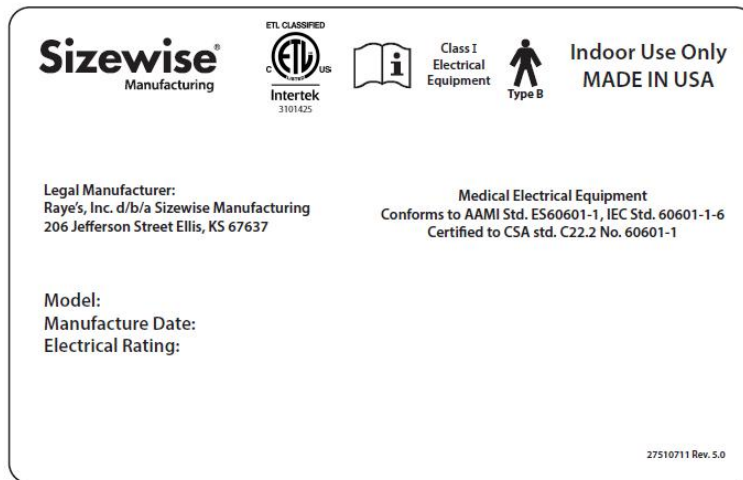 Sizewise®
Manufacturing
ETL CLASSIFIED
C ETL US
LISTED
Intertek
3101425
i
Class I
Electrical
Equipment
Type B
Indoor Use Only
MADE IN USA
Legal Manufacturer:
Raye's, Inc. d/b/a Sizewise Manufacturing
206 Jefferson Street Ellis, KS 67637
Medical Electrical Equipment
Conforms to AAMI Std. ES60601-1, IEC Std. 60601-1-6
Certified to CSA std. C22.2 No. 60601-1
Model:
Manufacture Date:
Electrical Rating:
27510711 Rev. 5.0